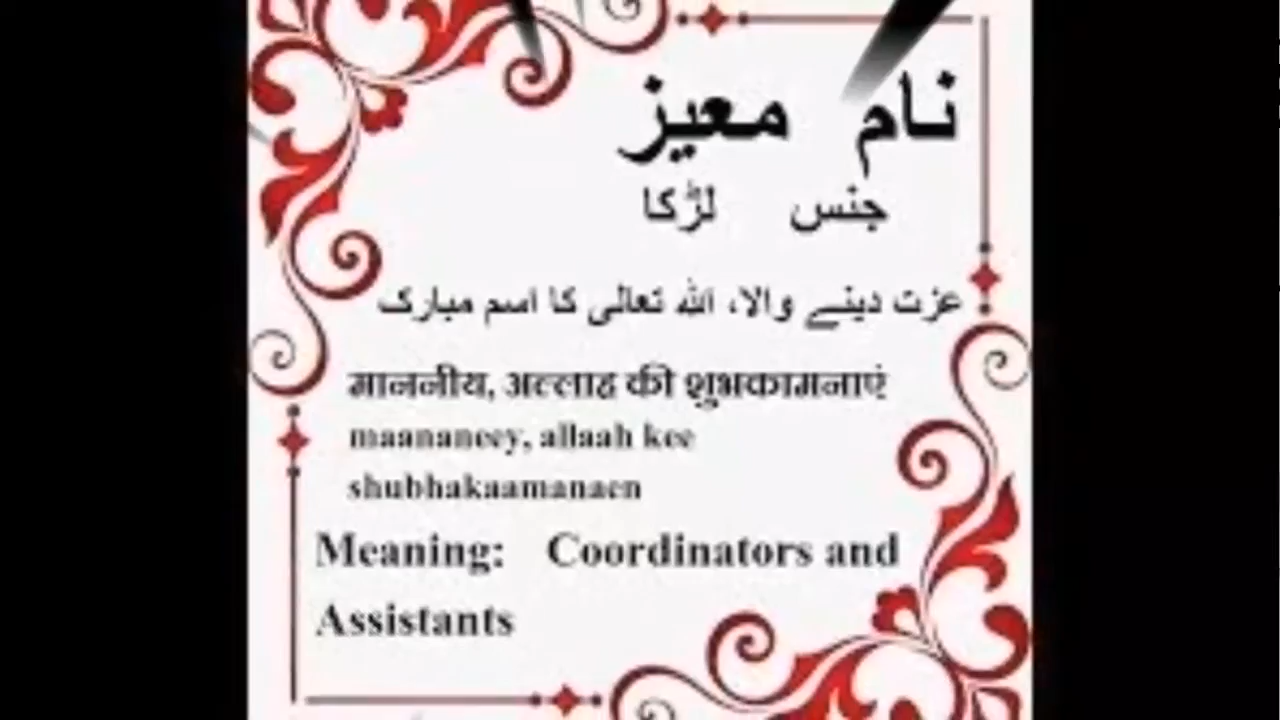 نام معیز
جنس لڑکا
عزت دینے والا، اللہ تعالی کا اسم مبارک
माननीय, अल्लाह की शुभकामनाएं
maananeey, allaah kee
shubhakaamanaen
Meaning: Coordinators and
Assistants